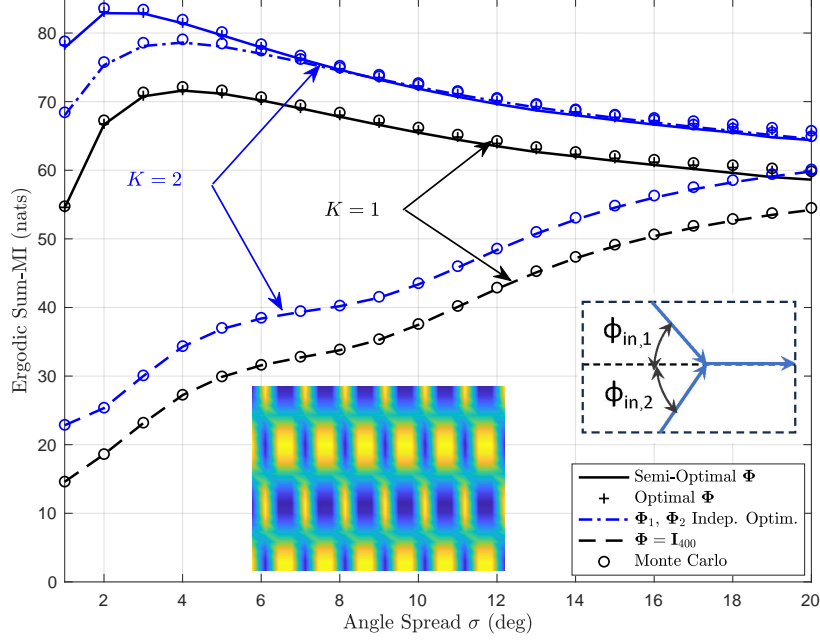 80
70
60
50
40
30
20
10
0
Ergodic Sum-MI (nats)
K = 2
K = 1
ϕin,1
ϕin,2
Semi-Optimal Φ
Optimal Φ
Φ1, Φ2 Indep. Optim.
Φ = I400
Monte Carlo
2 4 6 8 10 12 14 16 18 20
Angle Spread σ (deg)